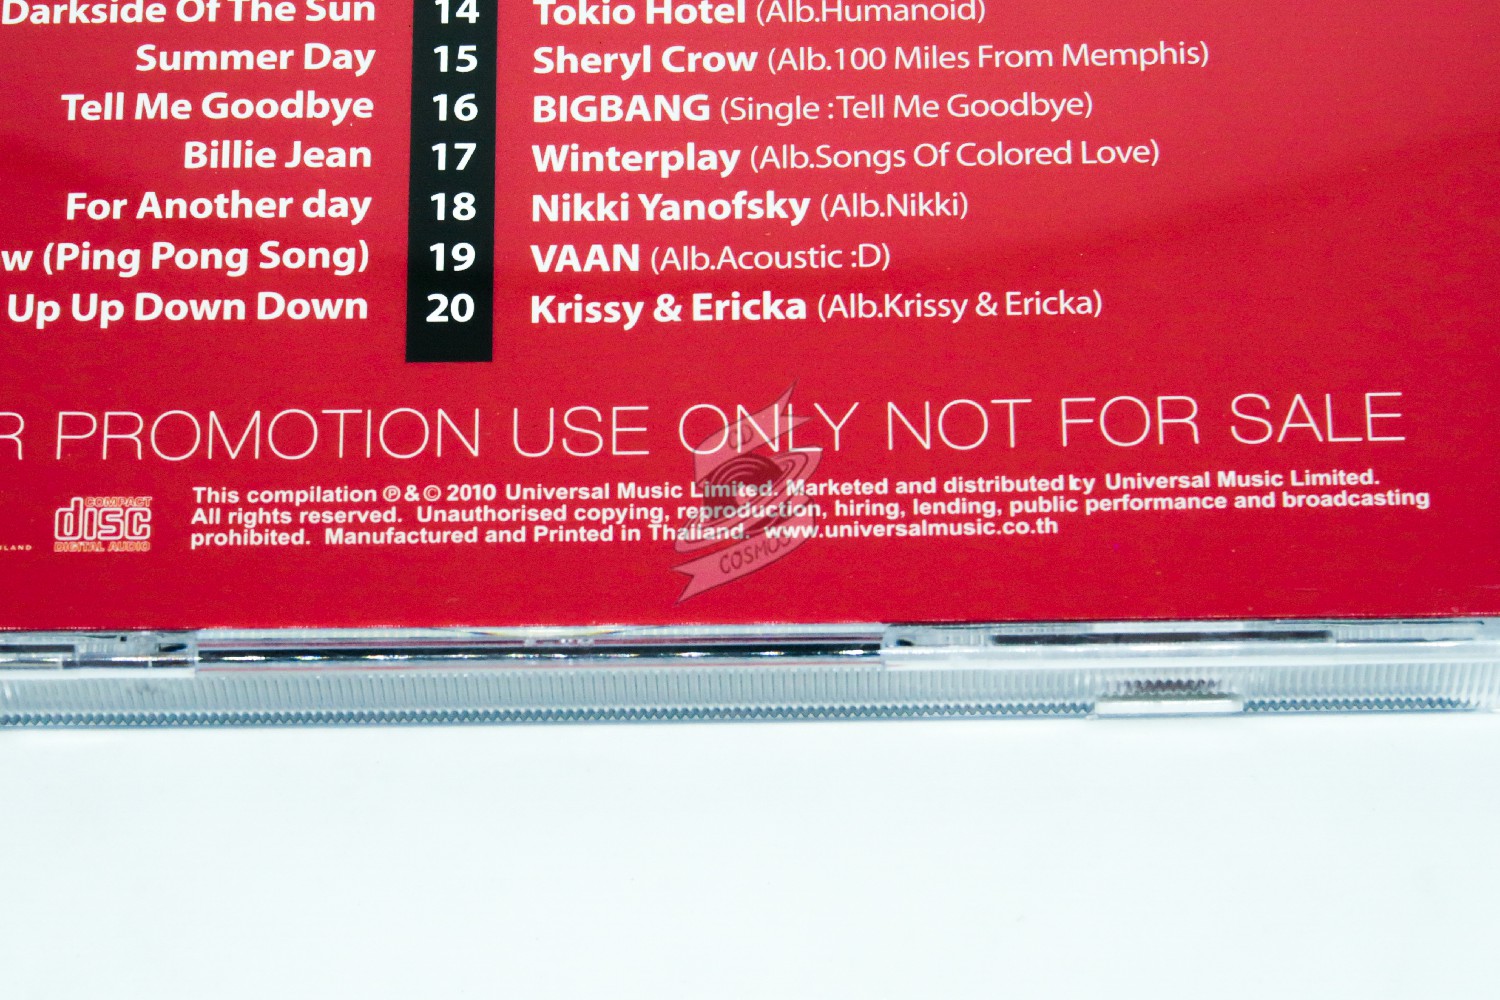 Darkside Of The Sun 14 Tokio Hotel (Alb.Humanoid)
Summer Day 15 Sheryl Crow (Alb.100 Miles From Memphis)
Tell Me Goodbye 16 BIGBANG (Single :Tell Me Goodbye)
Billie Jean 17 Winterplay (Alb.Songs Of Colored Love)
For Another day 18 Nikki Yanofsky (Alb.Nikki)
w (Ping Pong Song) 19 VAAN (Alb.Acoustic :D)
Up Up Down Down 20 Krissy & Ericka (Alb.Krissy & Ericka)
R PROMOTION USE ONLY NOT FOR SALE
This compilation ℗ & © 2010 Universal Music Limited. Marketed and distributed by Universal Music Limited.
All rights reserved. Unauthorised copying, reproduction, hiring, lending, public performance and broadcasting
prohibited. Manufactured and Printed in Thailand. www.universalmusic.co.th
COMPACT
disc
DIGITAL AUDIO
LAND
CD
COSMOS